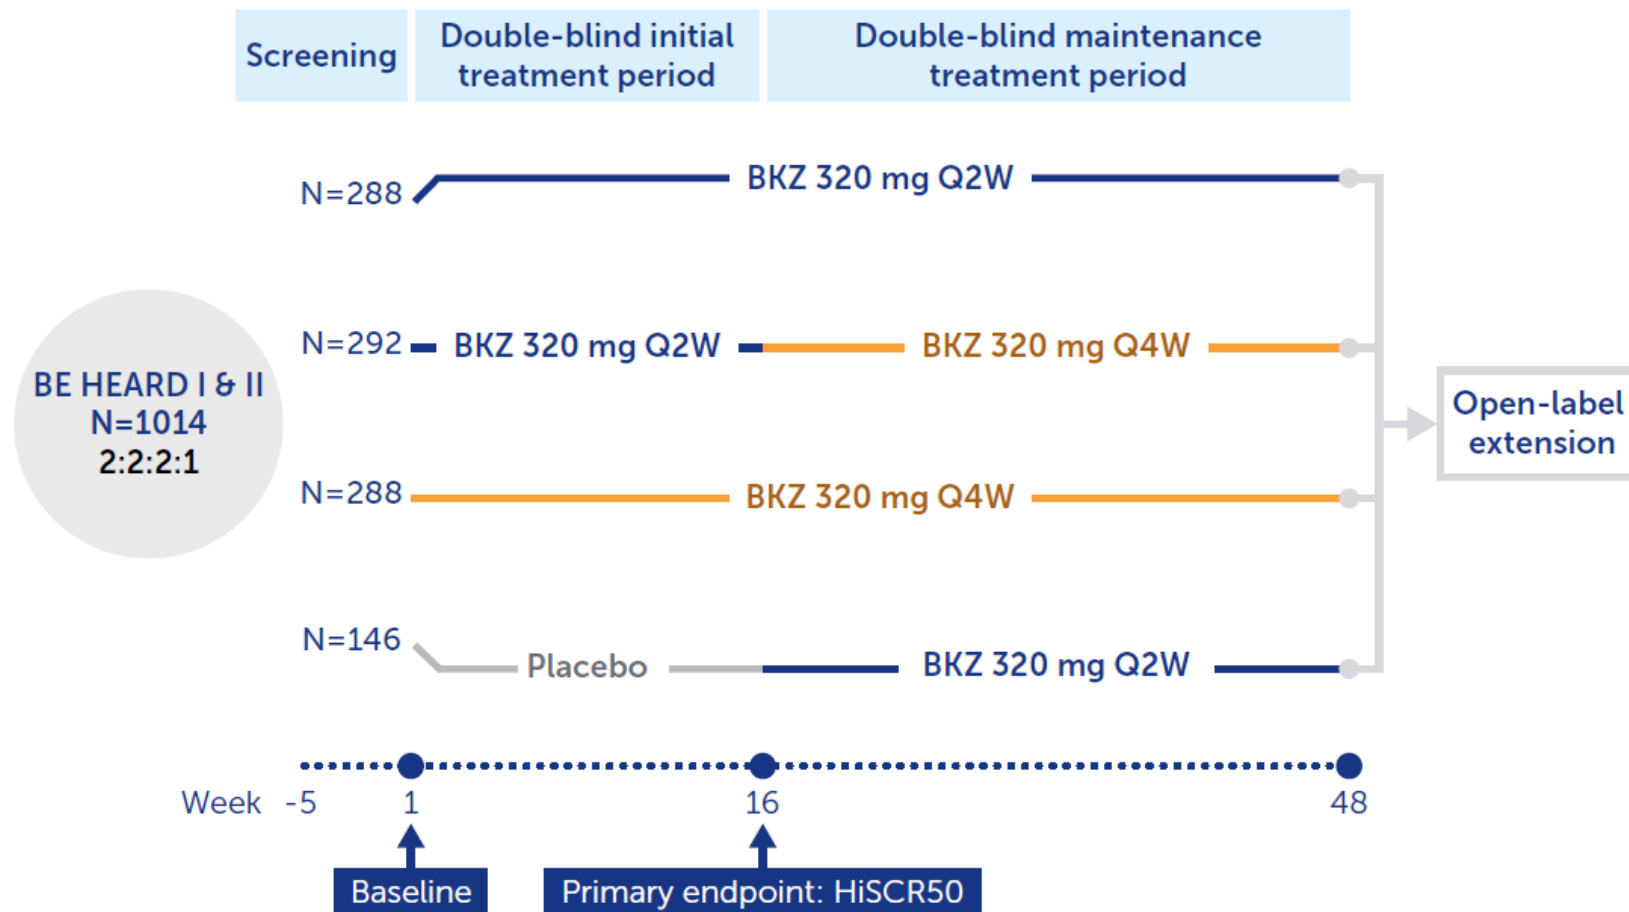 Screening
Double-blind initial
treatment period
Double-blind maintenance
treatment period
N=288
BKZ 320 mg Q2W
N=292
BKZ 320 mg Q2W
BKZ 320 mg Q4W
BE HEARD I & II
N=1014
2:2:2:1
Open-label
extension
N=288
BKZ 320 mg Q4W
N=146
Placebo
BKZ 320 mg Q2W
Week -5 1 16 48
Baseline
Primary endpoint: HiSCR50